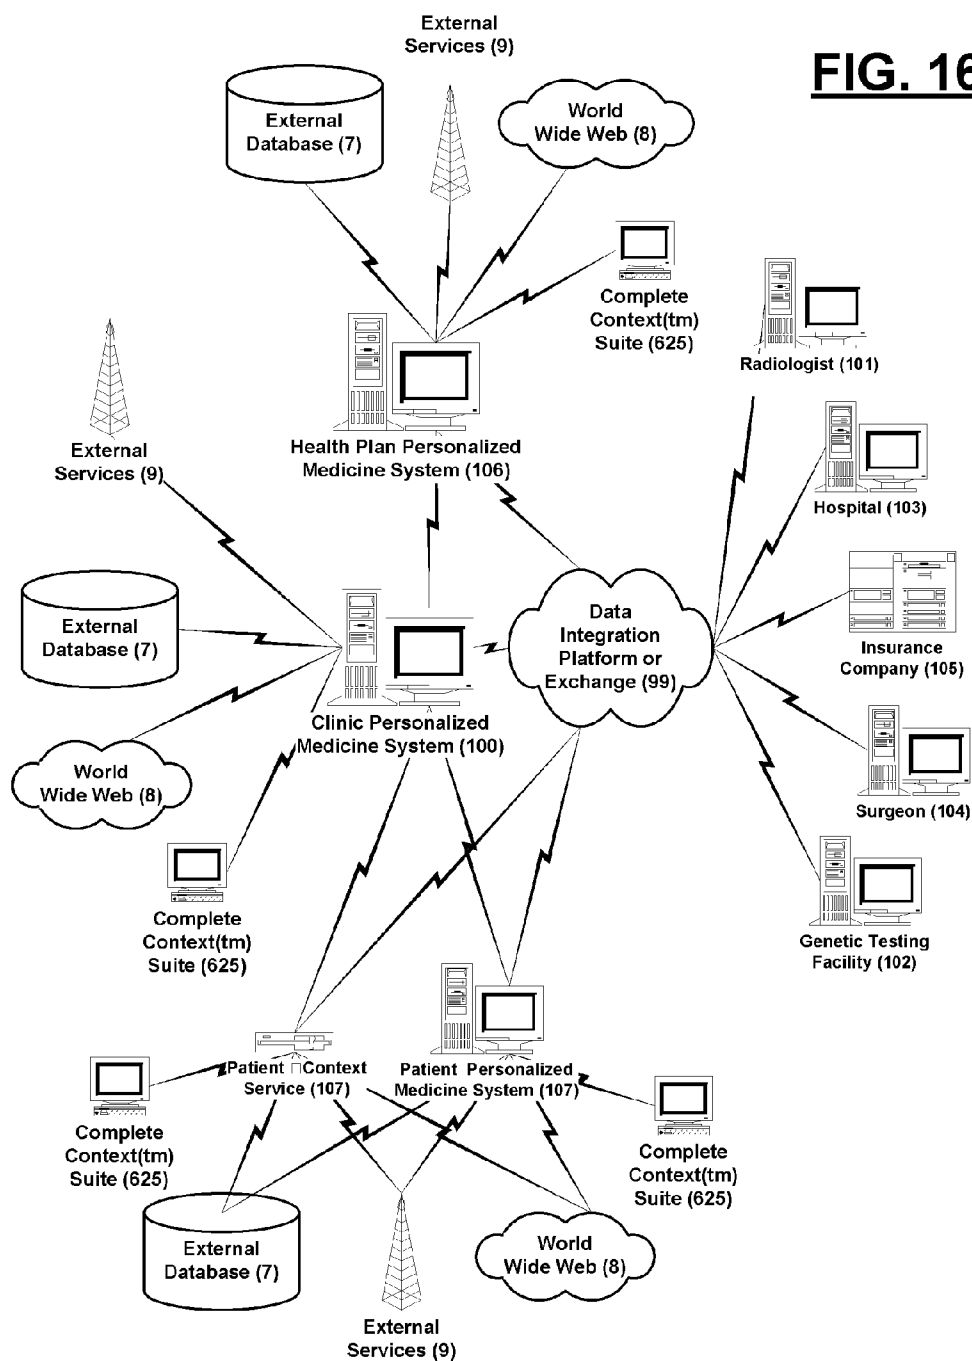 External
Services (9)
FIG. 16
External
Database (7)
World
Wide Web (8)
Complete
Context(tm)
Suite (625)
Radiologist (101)
External
Services (9)
Health Plan Personalized
Medicine System (106)
Hospital (103)
External
Database (7)
Data
Integration
Platform or
Exchange (99)
Insurance
Company (105)
Clinic Personalized
Medicine System (100)
World
Wide Web (8)
Surgeon (104)
Complete
Context(tm)
Suite (625)
Genetic Testing
Facility (102)
Patient □Context
Service (107)
Patient Personalized
Medicine System (107)
Complete
Context(tm)
Suite (625)
Complete
Context(tm)
Suite (625)
External
Database (7)
World
Wide Web (8)
External
Services (9)